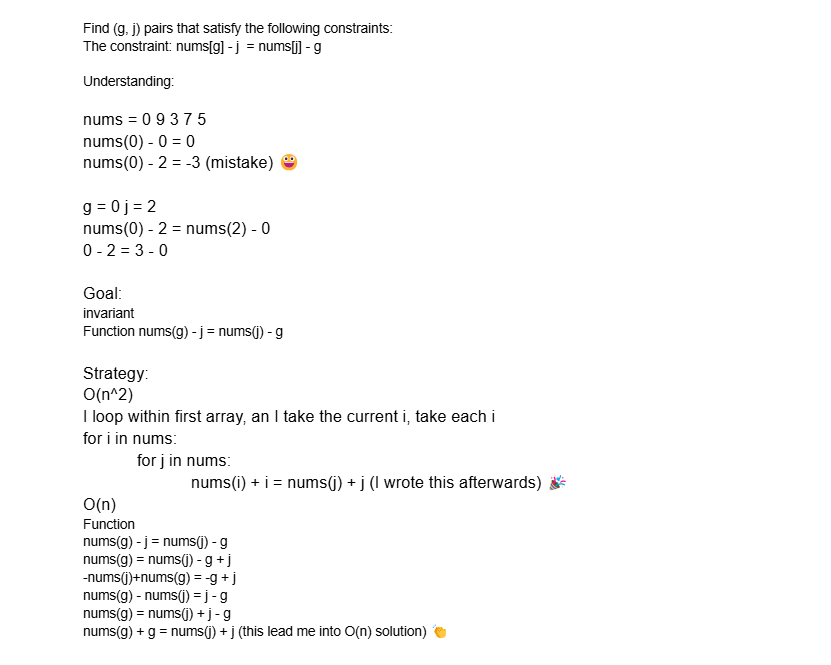 Find (g, j) pairs that satisfy the following constraints:
The constraint: nums[g] - j  = nums[j] - g
Understanding:
nums = 0 9 3 7 5
nums(0) - 0 = 0
nums(0) - 2 = -3 (mistake) 😀
g = 0 j = 2
nums(0) - 2 = nums(2) - 0
0 - 2 = 3 - 0
Goal:
invariant
Function nums(g) - j = nums(j) - g
Strategy:
O(n^2)
I loop within first array, an I take the current i, take each i
for i in nums:
for j in nums:
nums(i) + i = nums(j) + j (I wrote this afterwards) 🎉
O(n)
Function
nums(g) - j = nums(j) - g
nums(g) = nums(j) - g + j
-nums(j)+nums(g) = -g + j
nums(g) - nums(j) = j - g
nums(g) = nums(j) + j - g
nums(g) + g = nums(j) + j (this lead me into O(n) solution) 👏